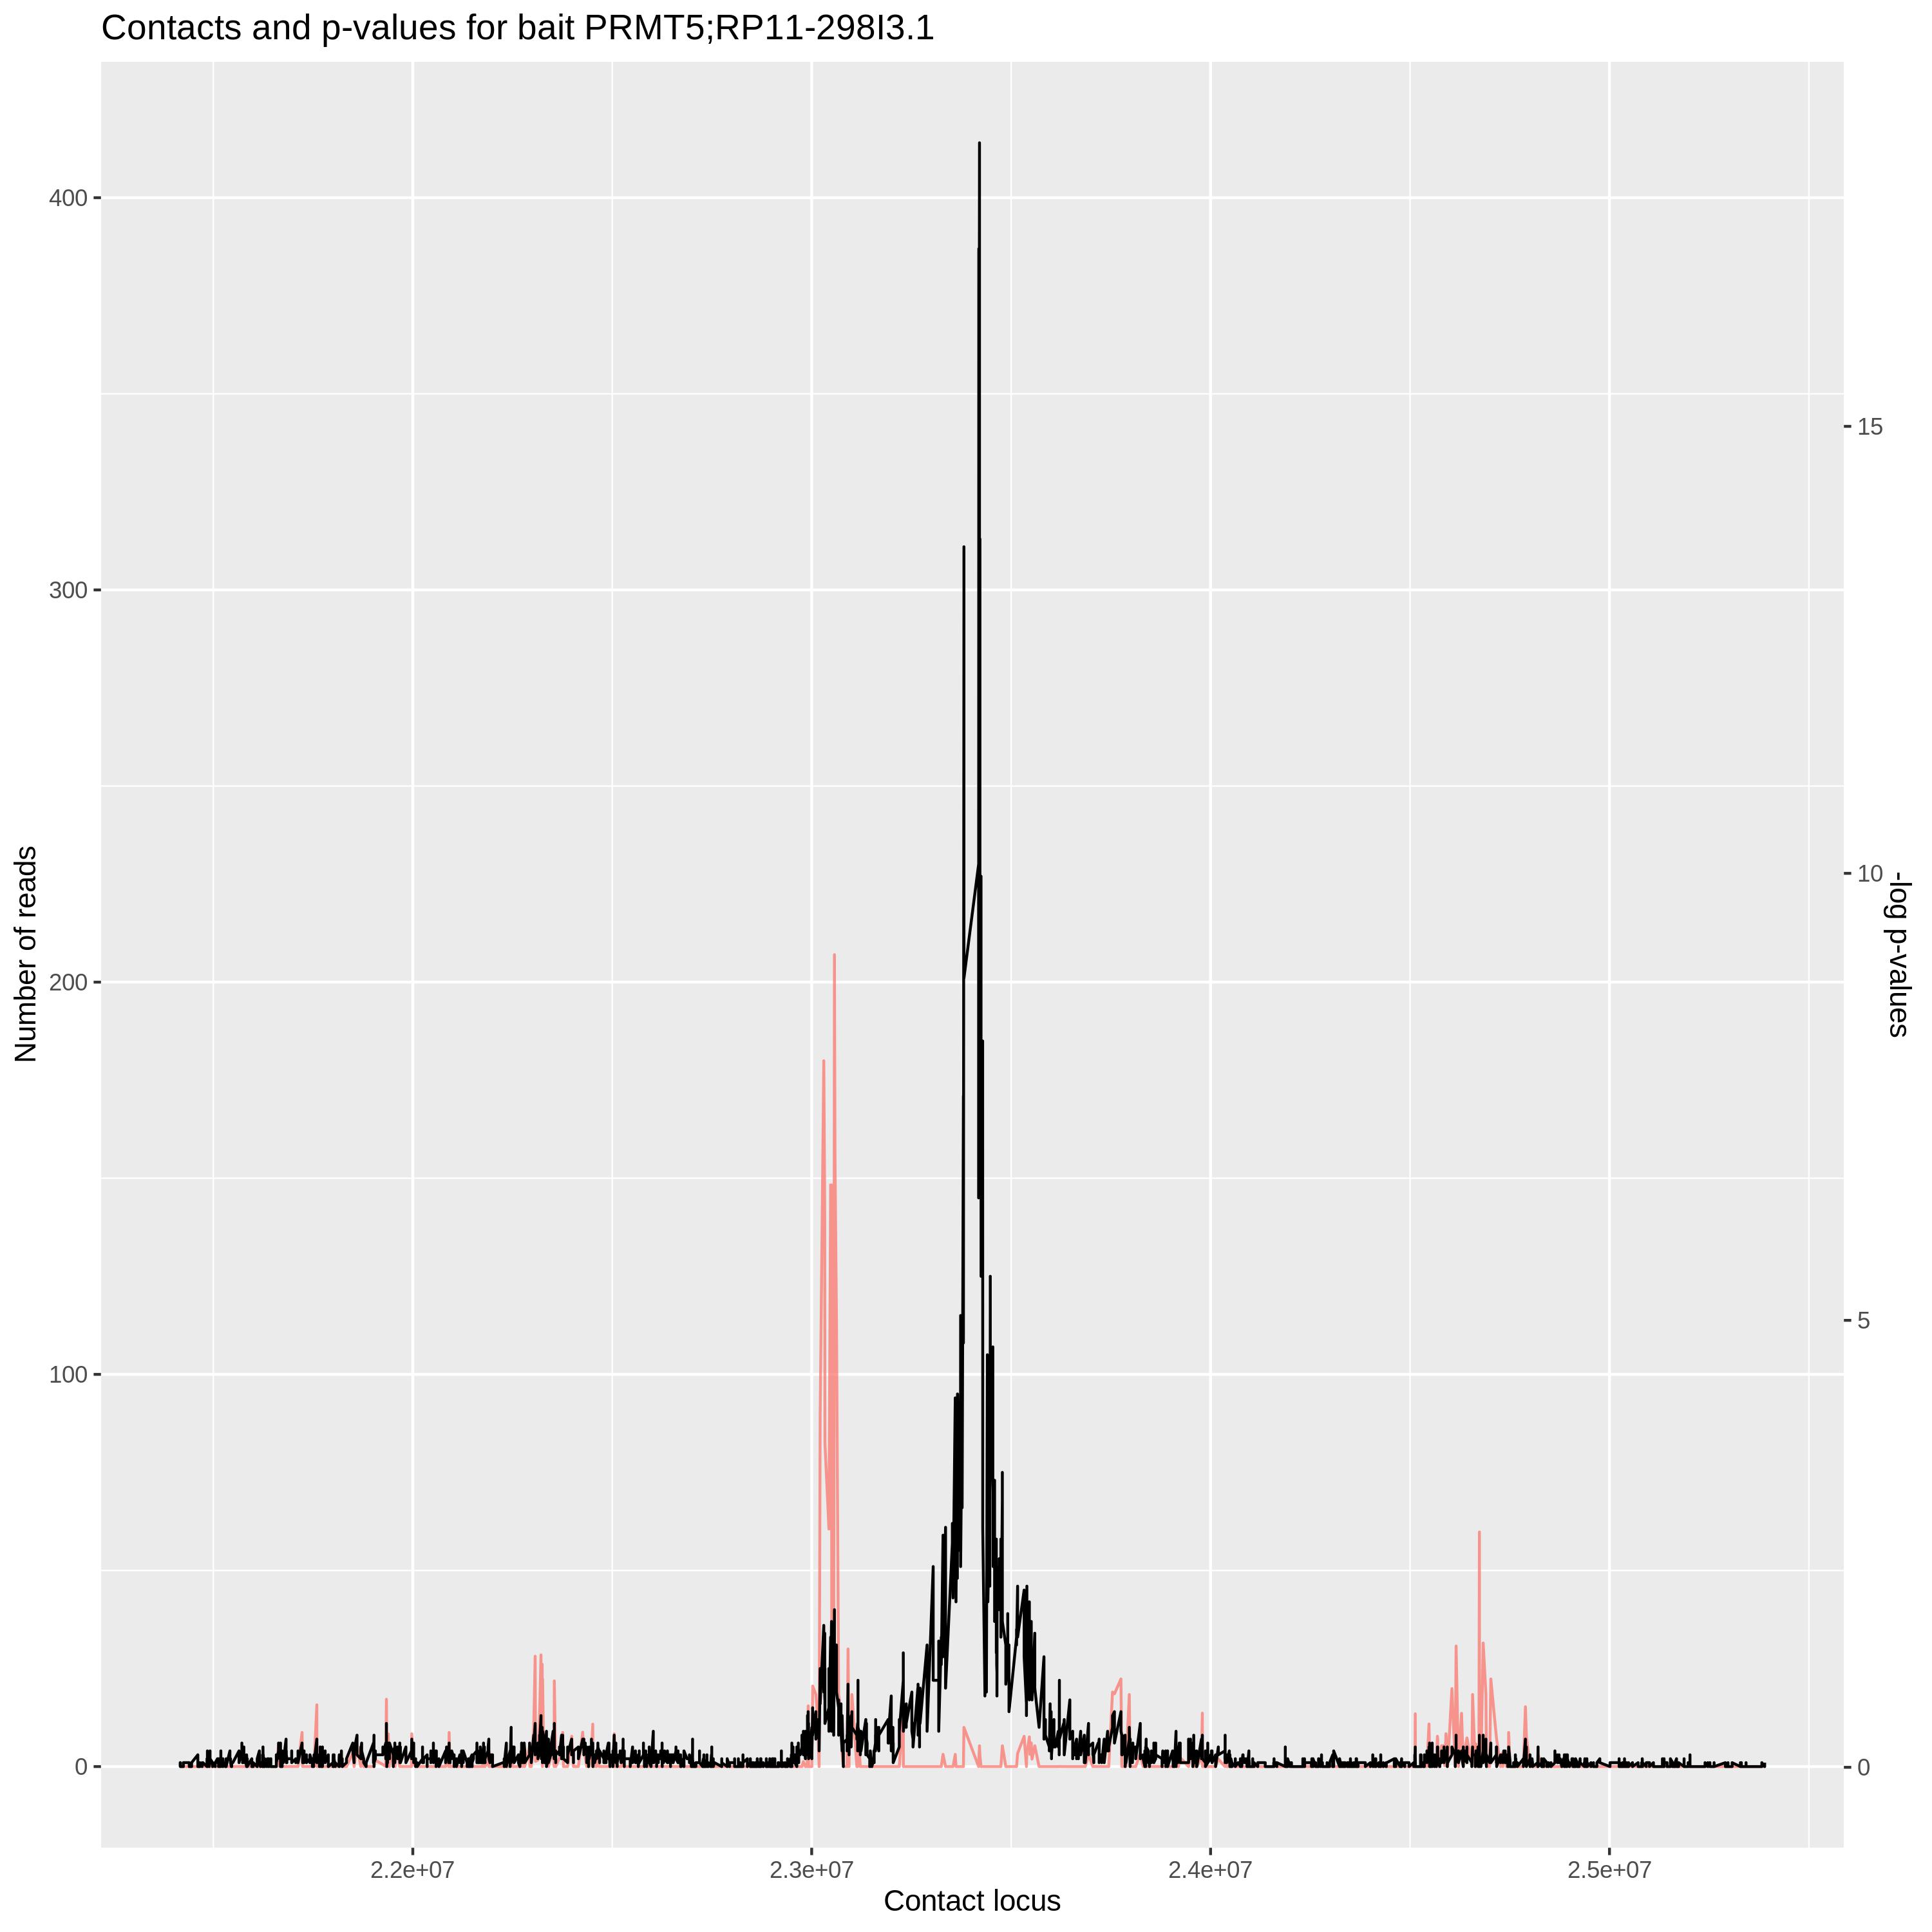 Contacts and p-values for bait PRMT5;RP11-298I3.1
400
300
200
100
0
Number of reads
15
10
5
0
-log p-values
2.2e+07
2.3e+07
2.4e+07
2.5e+07
Contact locus